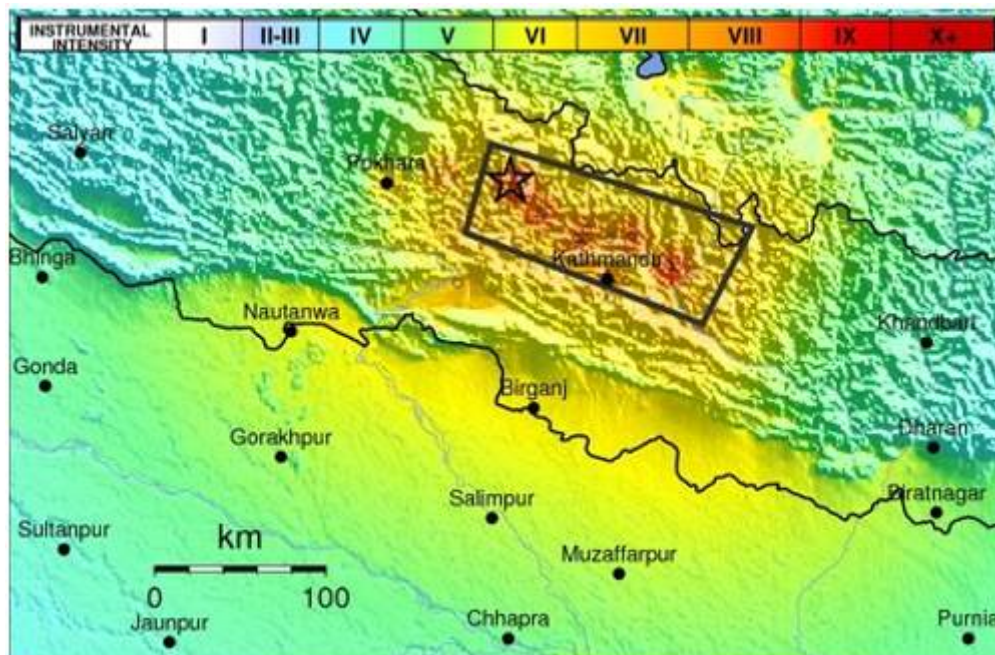 INSTRUMENTAL INTENSITY I II-III IV V VI VII VIII IX X+
Salyan
Pokhara
Kathmandu
Bhinga
Nautanwa
Khandbari
Gonda
Birganj
Gorakhpur
Dharan
Salimpur
Biratnagar
Sultanpur
km
Muzaffarpur
0 100
Jaunpur
Chhapra
Purnia